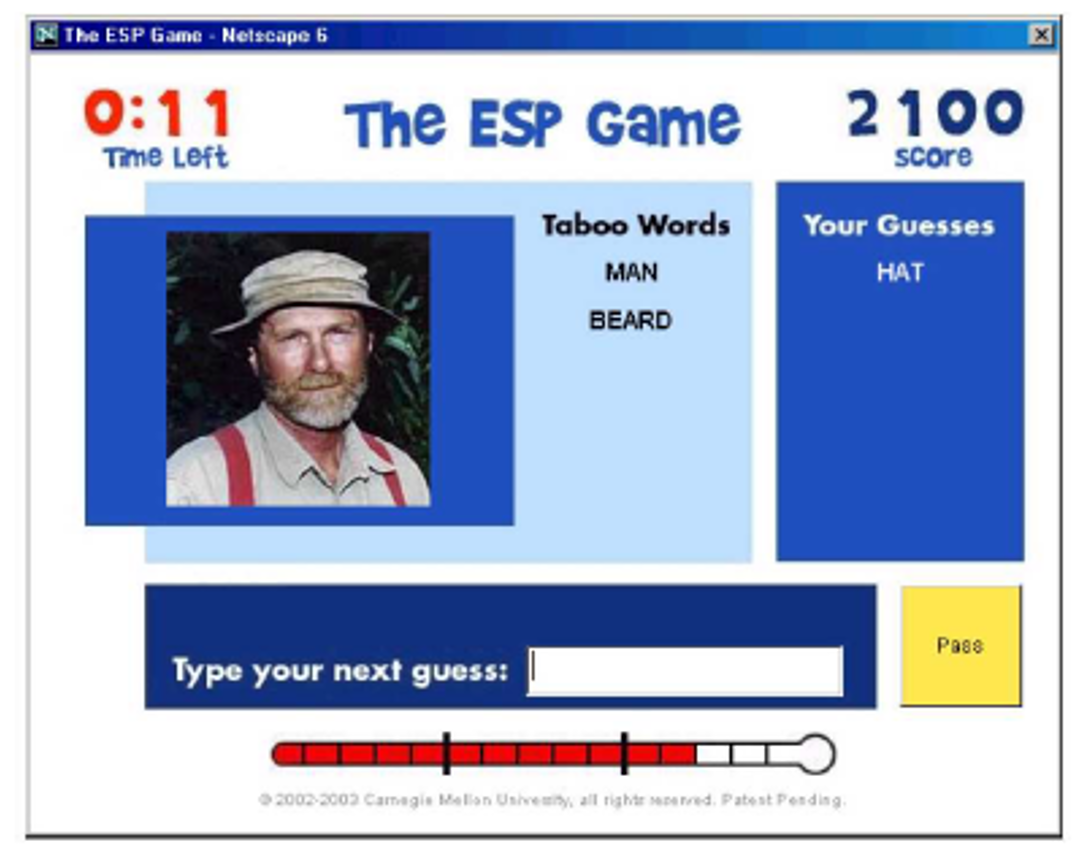 The ESP Game - Netscape 6
0:11
Time Left
The ESP Game
2100
score
Taboo Words
MAN
BEARD
Your Guesses
HAT
Type your next guess:
Pass
© 2002-2003 Carnegie Mellon University, all rights reserved. Patent Pending.